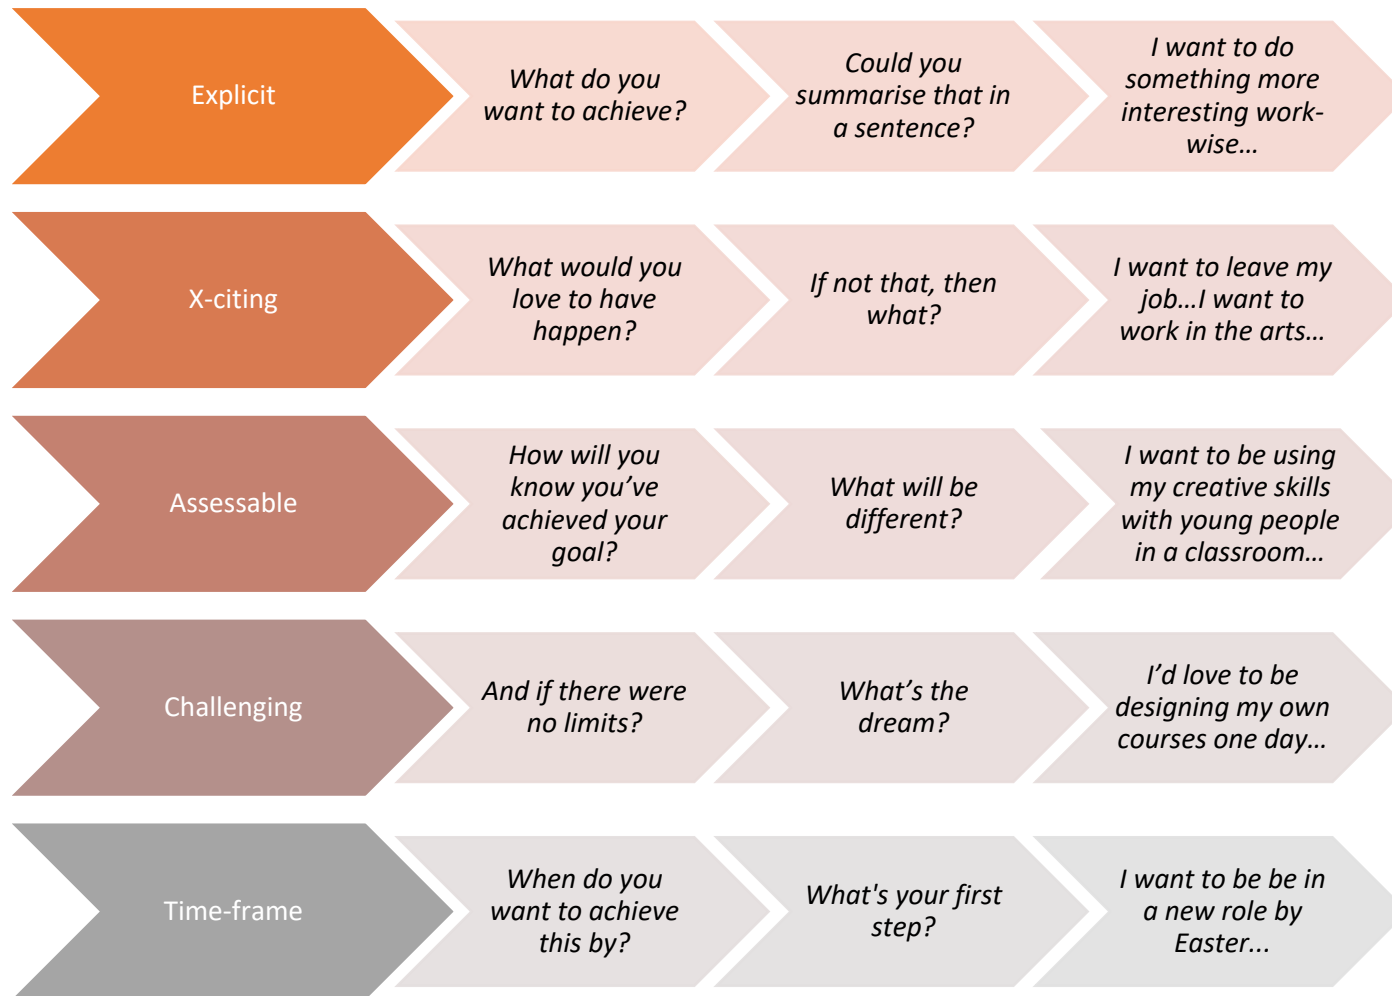 Explicit
What do you
want to achieve?
Could you
summarise that in
a sentence?
I want to do
something more
interesting work-
wise…
X-citing
What would you
love to have
happen?
If not that, then
what?
I want to leave my
job…I want to
work in the arts…
Assessable
How will you
know you’ve
achieved your
goal?
What will be
different?
I want to be using
my creative skills
with young people
in a classroom…
Challenging
And if there were
no limits?
What’s the
dream?
I’d love to be
designing my own
courses one day…
Time-frame
When do you
want to achieve
this by?
What's your first
step?
I want to be be in
a new role by
Easter...